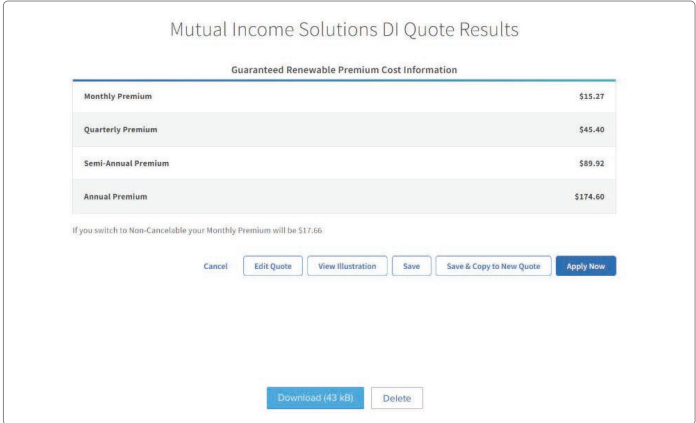 Mutual Income Solutions DI Quote Results
Guaranteed Renewable Premium Cost Information
Monthly Premium $15.27
Quarterly Premium $45.40
Semi-Annual Premium $89.92
Annual Premium $174.60
If you switch to Non-Cancelable your Monthly Premium will be $17.66
Cancel Edit Quote View Illustration Save Save & Copy to New Quote Apply Now
Download (43 kB) Delete